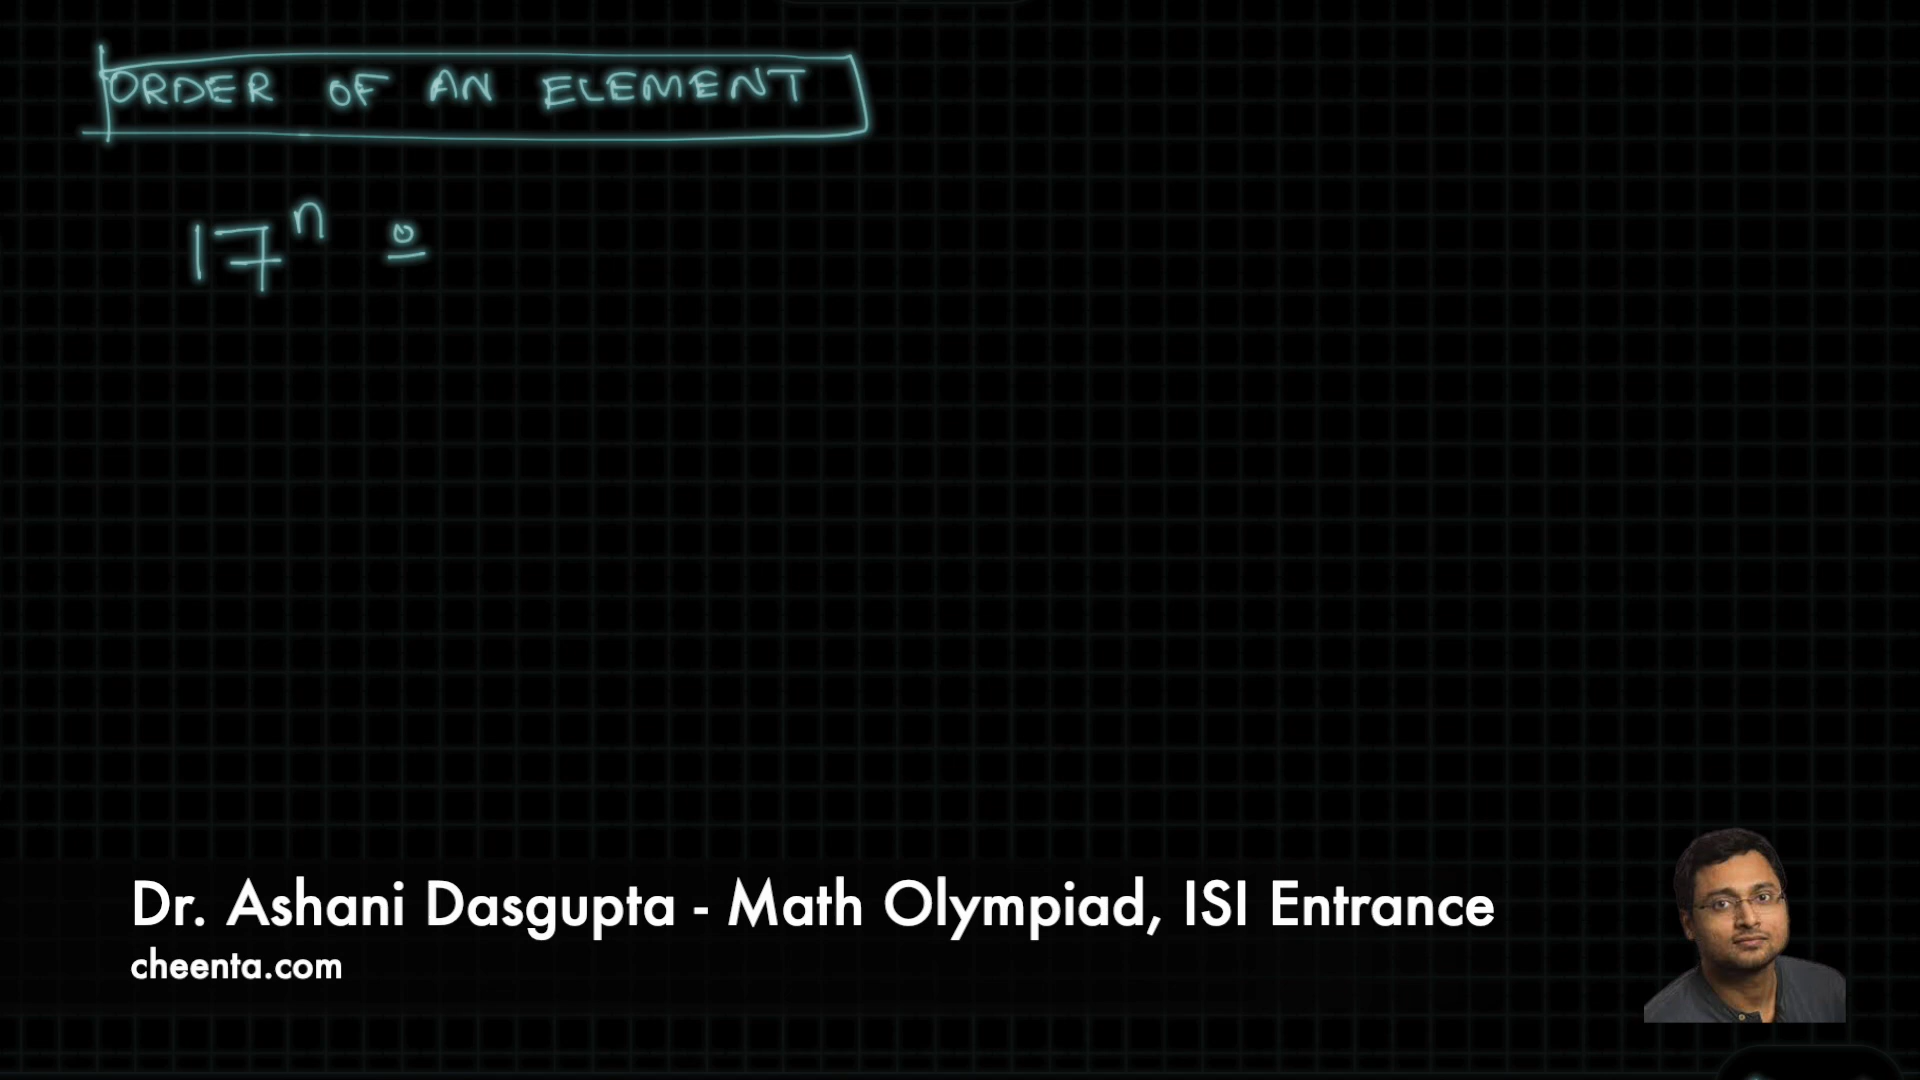 ORDER OF AN ELEMENT
17ⁿ
Dr. Ashani Dasgupta - Math Olympiad, ISI Entrance
cheenta.com